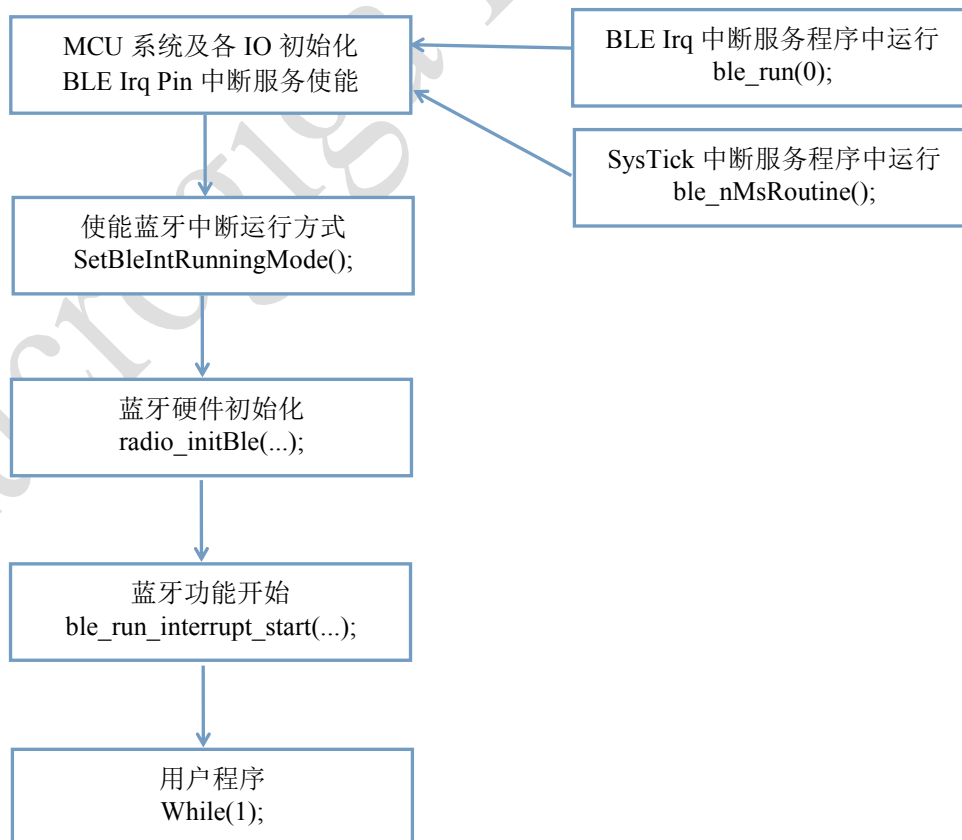 MCU 系统及各 IO 初始化
BLE Irq Pin 中断服务使能
BLE Irq 中断服务程序中运行
ble_run(0);
SysTick 中断服务程序中运行
ble_nMsRoutine();
使能蓝牙中断运行方式
SetBleIntRunningMode();
蓝牙硬件初始化
radio_initBle(...);
蓝牙功能开始
ble_run_interrupt_start(...);
用户程序
While(1);